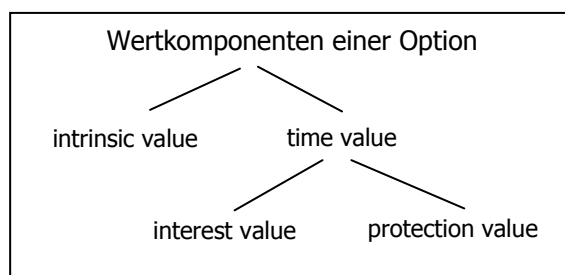 Wertkomponenten einer Option
intrinsic value
time value
interest value
protection value